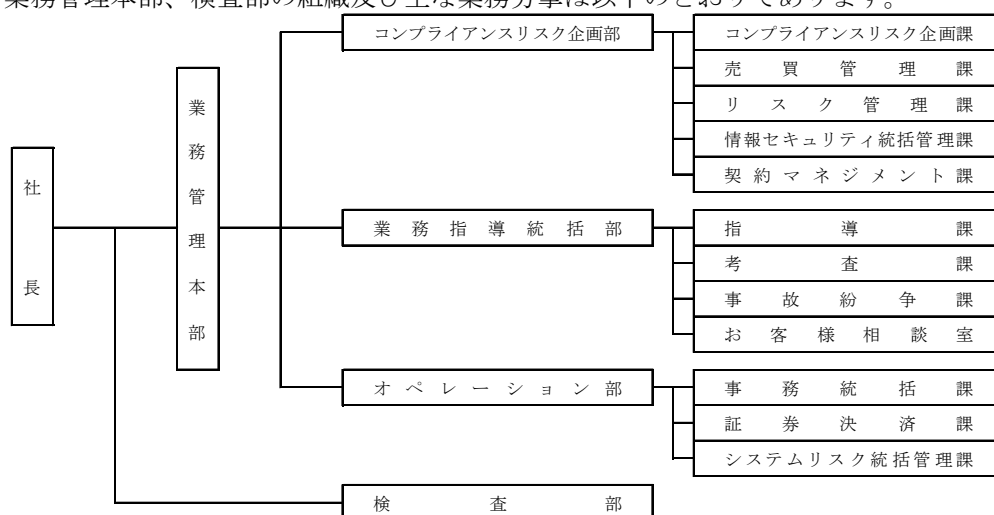 業務管理本部、検査部の組織及び主な業務分掌は以下のとおりであります。
社長
業務管理本部
コンプライアンスリスク企画部
コンプライアンスリスク企画課
売買管理課
リスク管理課
情報セキュリティ統括管理課
契約マネジメント課
業務指導統括部
指導課
考査課
事故紛争課
お客様相談室
オペレーション部
事務統括課
証券決済課
システムリスク統括管理課
検査部